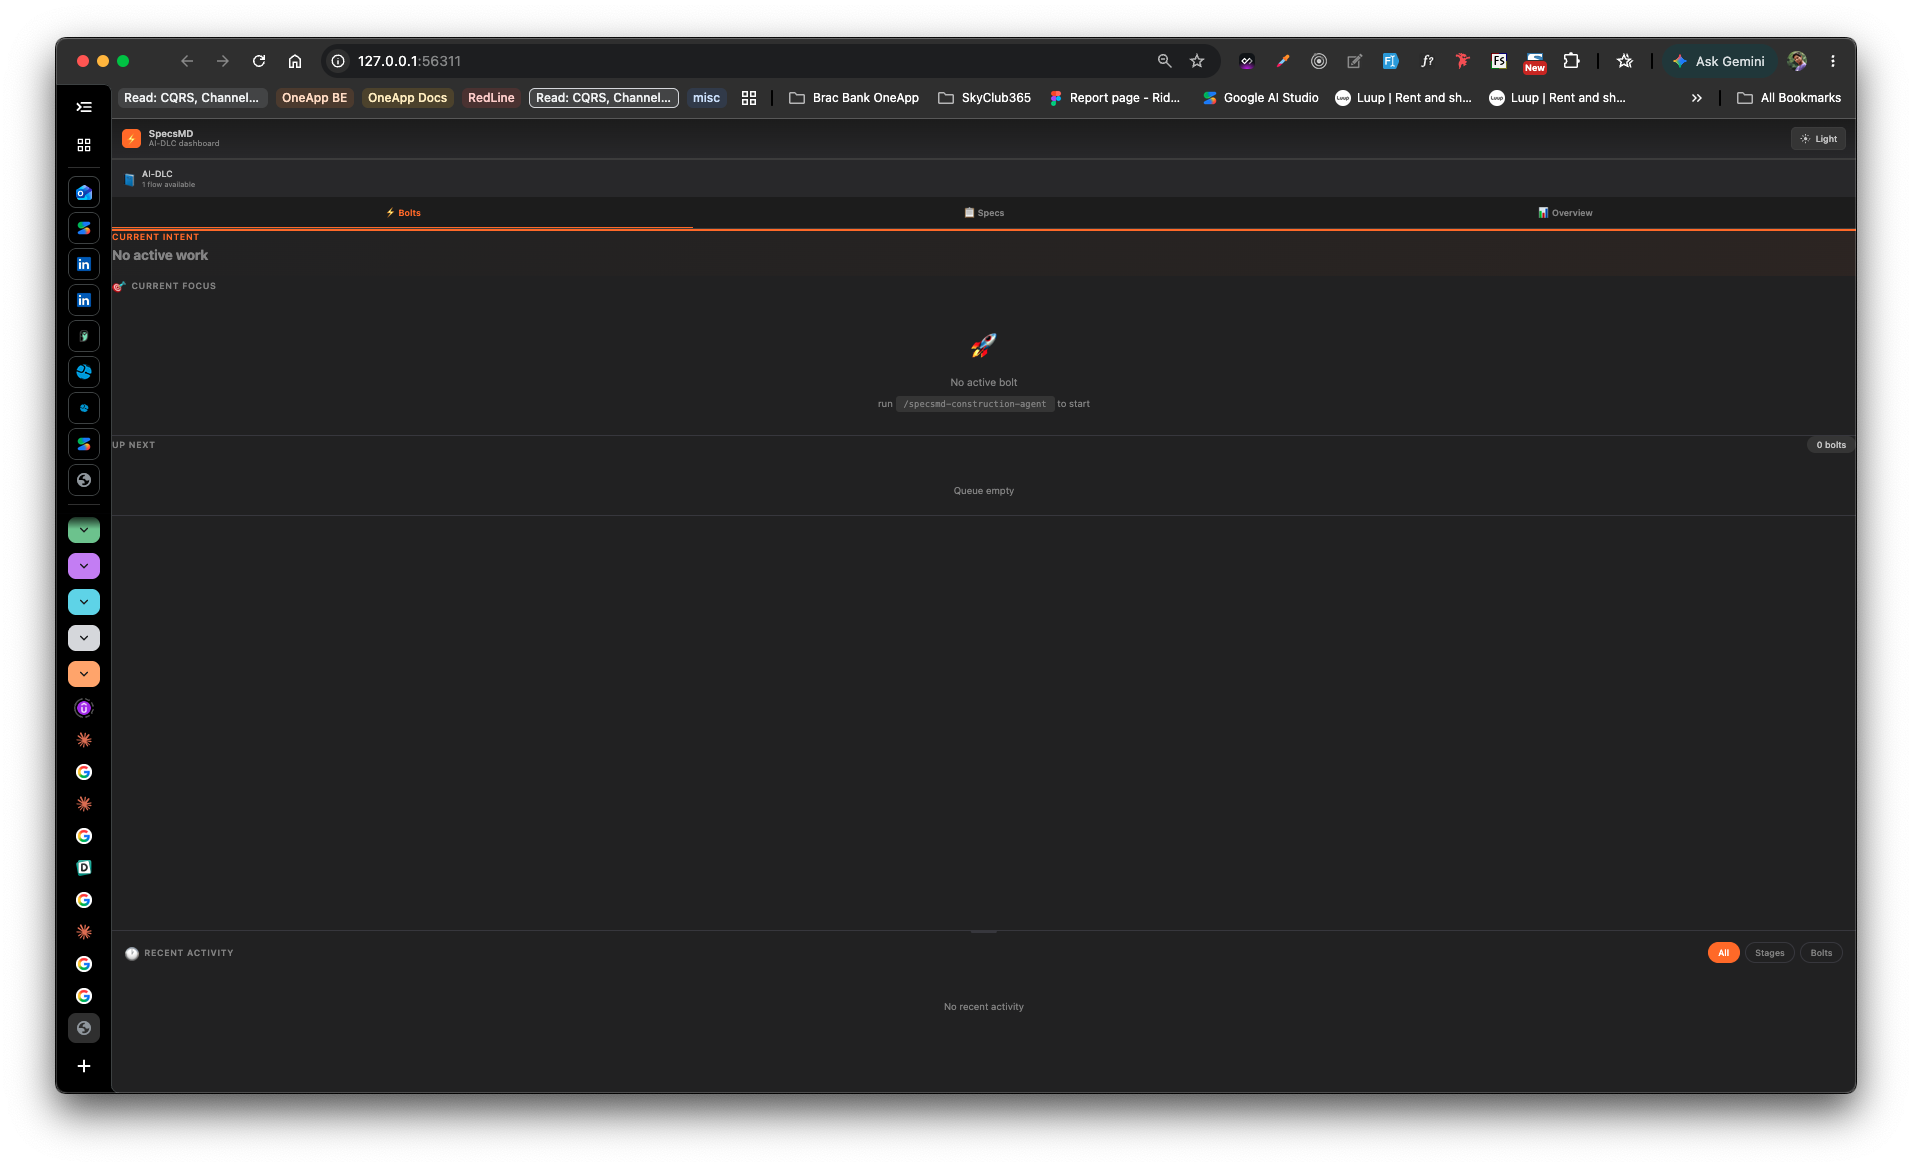 127.0.0.1:56311
New
Ask Gemini
Read: CQRS, Channel...
OneApp BE
OneApp Docs
RedLine
Read: CQRS, Channel...
misc
Brac Bank OneApp
SkyClub365
Report page - Rid...
Google AI Studio
Luup | Rent and sh...
Luup | Rent and sh...
All Bookmarks
SpecsMD
AI-DLC dashboard
Light
AI-DLC
1 flow available
Bolts
Specs
Overview
CURRENT INTENT
No active work
CURRENT FOCUS
No active bolt
run /specsmd-construction-agent to start
UP NEXT
0 bolts
Queue empty
RECENT ACTIVITY
All
Stages
Bolts
No recent activity